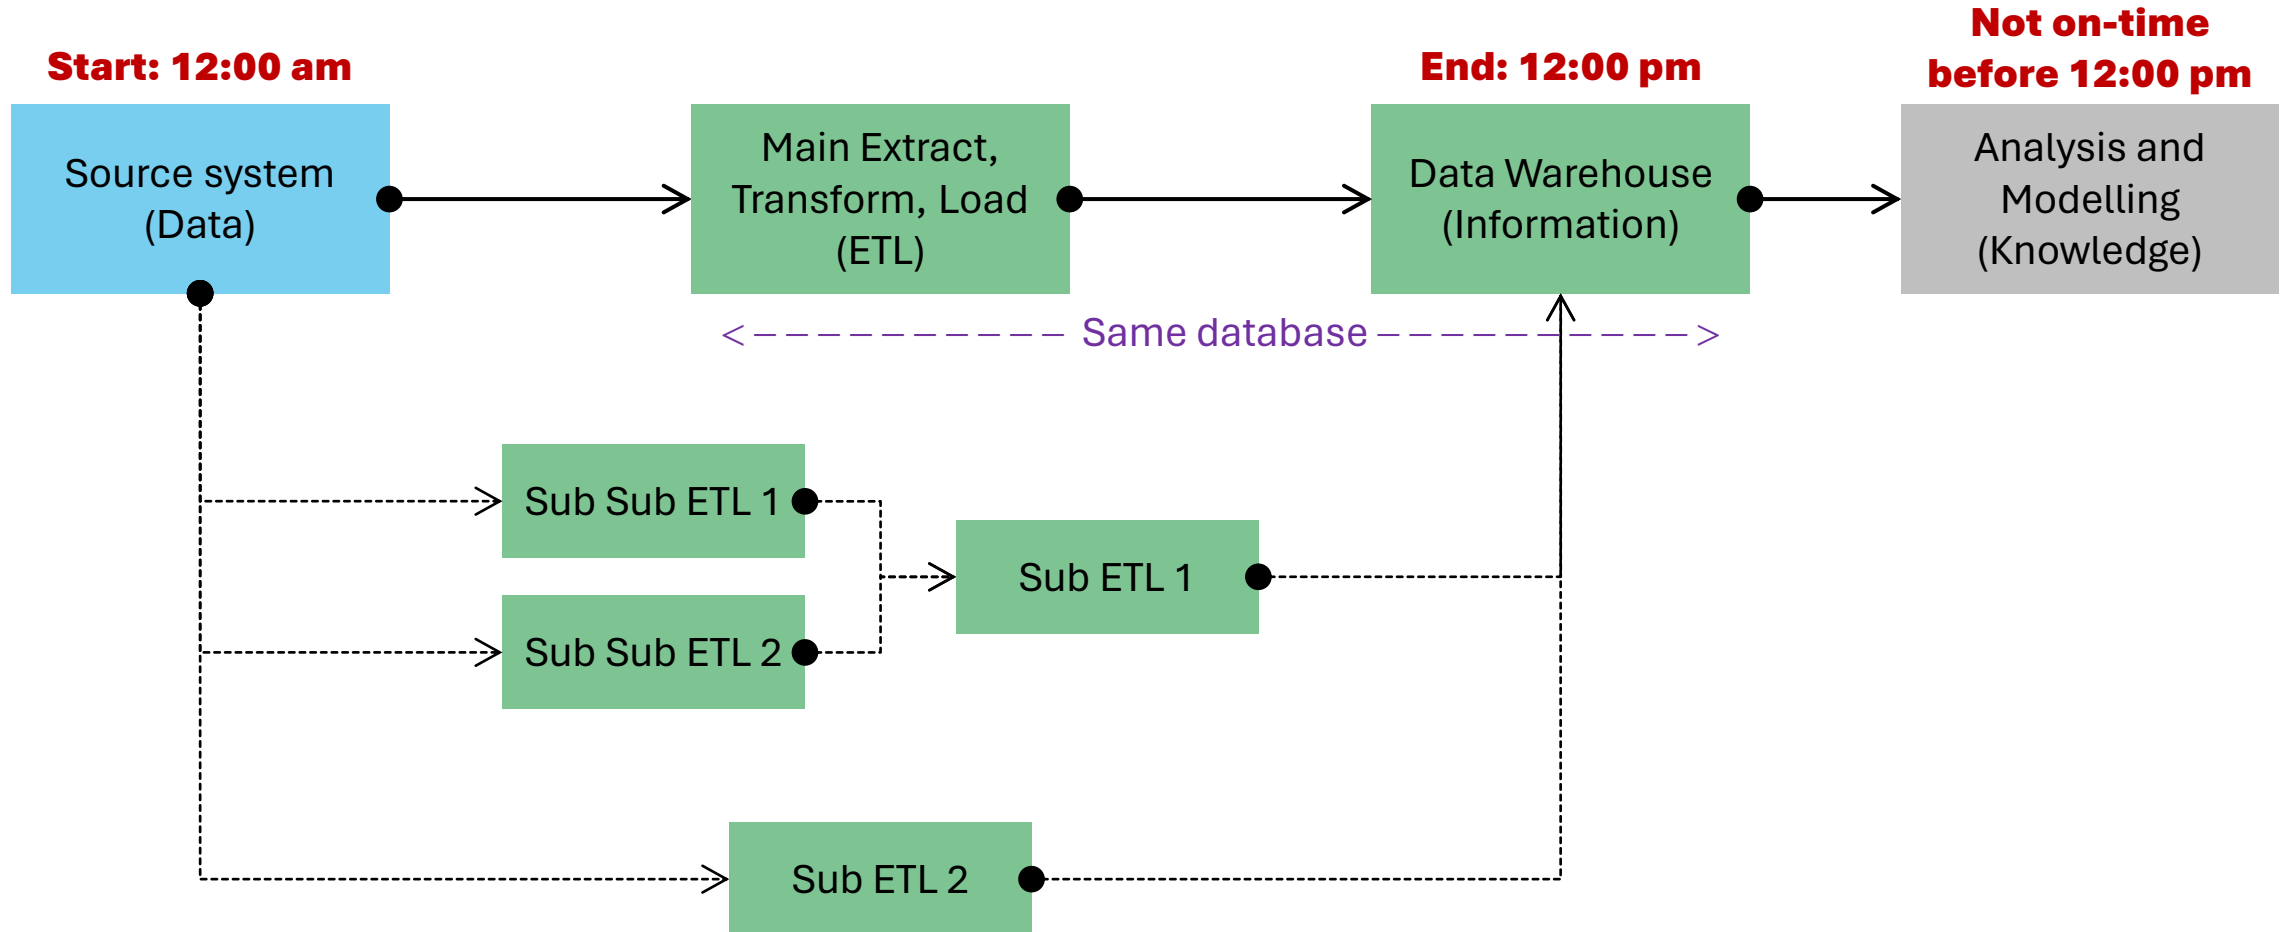 Start: 12:00 am
End: 12:00 pm
Not on-time
before 12:00 pm
Source system
(Data)
Main Extract,
Transform, Load
(ETL)
Data Warehouse
(Information)
Analysis and
Modelling
(Knowledge)
Same database
Sub Sub ETL 1
Sub ETL 1
Sub Sub ETL 2
Sub ETL 2